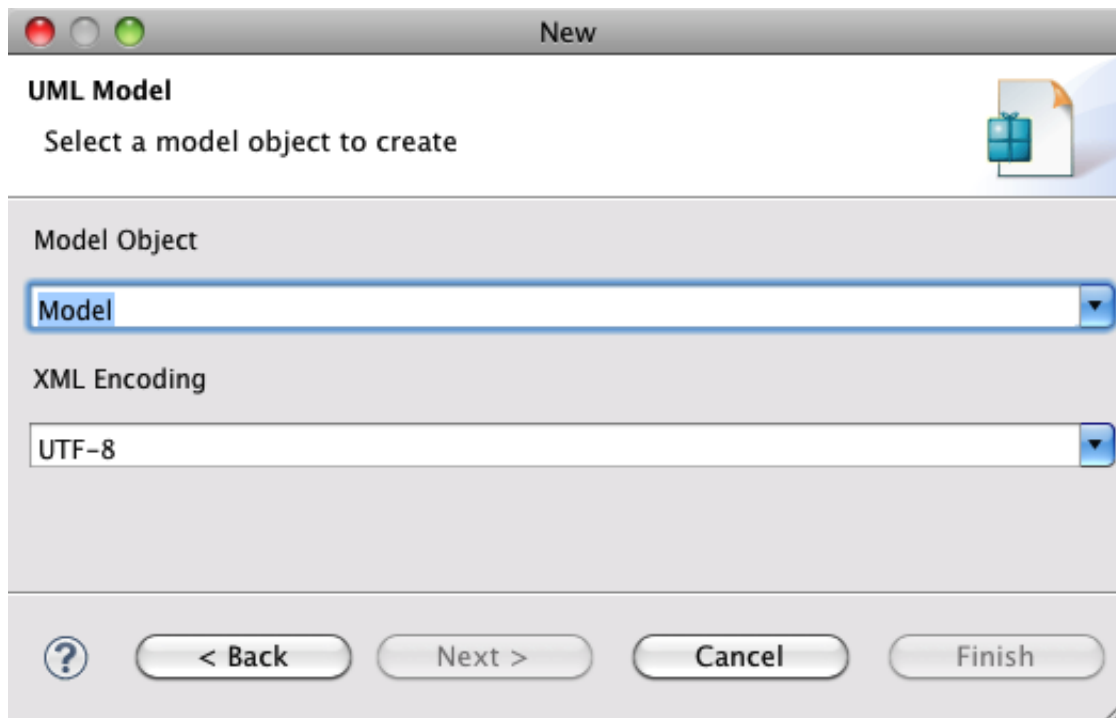 New
UML Model
Select a model object to create
Model Object
Model
XML Encoding
UTF-8
?
< Back
Next >
Cancel
Finish